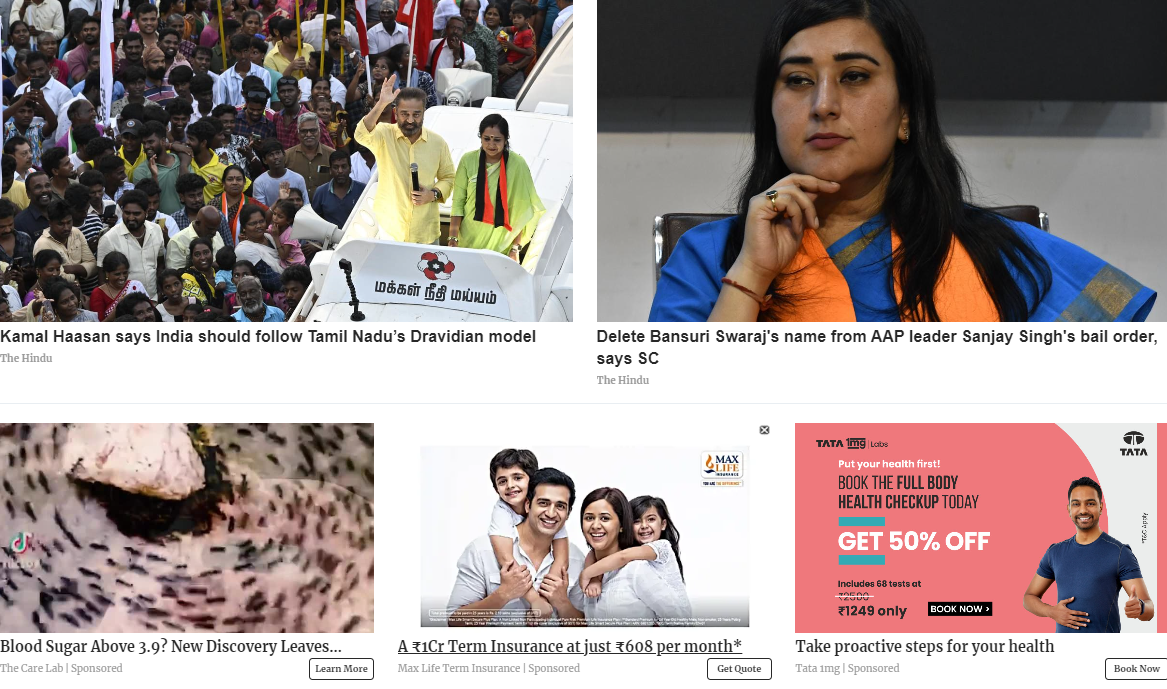 மக்கள் நீதி மய்யம்
Kamal Haasan says India should follow Tamil Nadu’s Dravidian model
The Hindu
Delete Bansuri Swaraj's name from AAP leader Sanjay Singh's bail order,
says SC
The Hindu
Blood Sugar Above 3.9? New Discovery Leaves...
The Care Lab | Sponsored
Learn More
MAX
LIFE
INSURANCE
A ₹1Cr Term Insurance at just ₹608 per month*
Max Life Term Insurance | Sponsored
Get Quote
TATA 1mg Labs
TATA
Put your health first!
BOOK THE FULL BODY
HEALTH CHECKUP TODAY
GET 50% OFF
*T&C Apply
Includes 68 tests at
₹2500
₹1249 only
BOOK NOW >
Take proactive steps for your health
Tata 1mg | Sponsored
Book Now